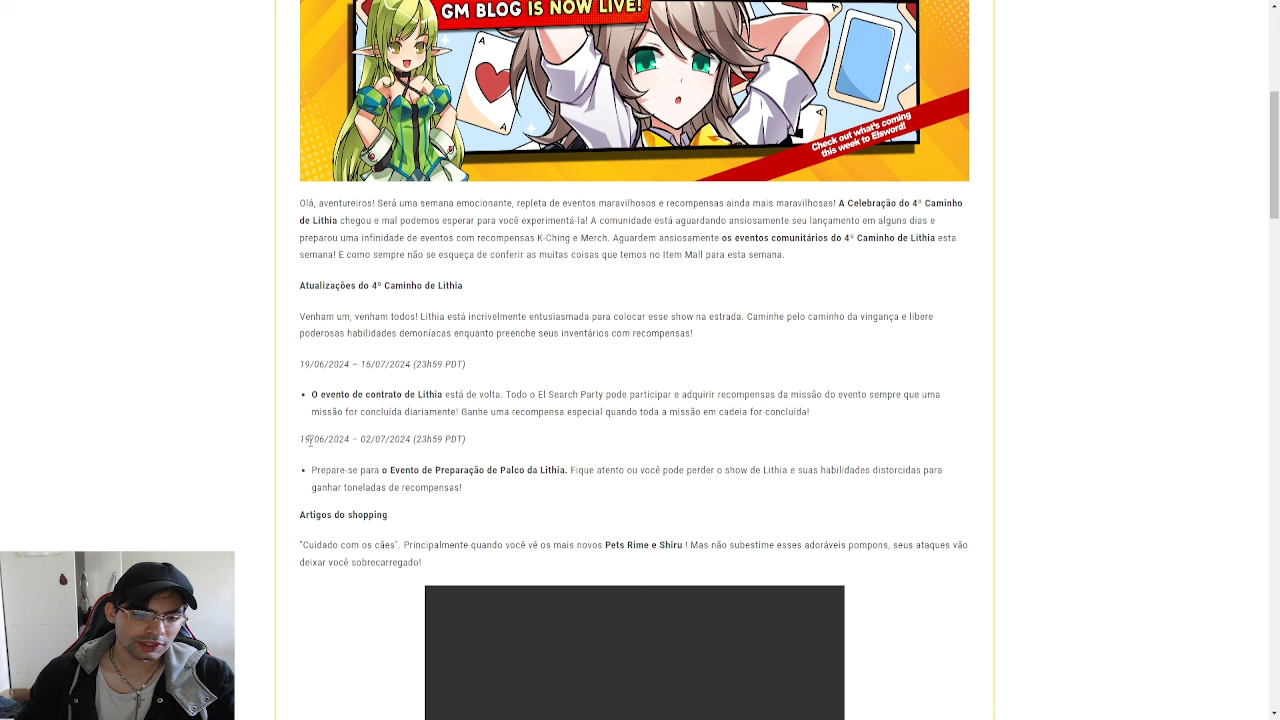 GM BLOG IS NOW LIVE!
A
A
A
Check out what's coming
this week to Elsword!
Olá, aventureiros! Será uma semana emocionante, repleta de eventos maravilhosos e recompensas ainda mais maravilhosas! A Celebração do 4º Caminho
de Lithia chegou e mal podemos esperar para você experimentá-la! A comunidade está aguardando ansiosamente seu lançamento em alguns dias e
preparou uma infinidade de eventos com recompensas K-Ching e Merch. Aguardem ansiosamente os eventos comunitários do 4º Caminho de Lithia esta
semana! E como sempre não se esqueça de conferir as muitas coisas que temos no Item Mall para esta semana.
Atualizações do 4º Caminho de Lithia
Venham um, venham todos! Lithia está incrivelmente entusiasmada para colocar esse show na estrada. Caminhe pelo caminho da vingança e libere
poderosas habilidades demoníacas enquanto preenche seus inventários com recompensas!
19/06/2024 – 16/07/2024 (23h59 PDT)
• O evento de contrato de Lithia está de volta. Todo o El Search Party pode participar e adquirir recompensas da missão do evento sempre que uma
missão for concluída diariamente! Ganhe uma recompensa especial quando toda a missão em cadeia for concluída!
19/06/2024 – 02/07/2024 (23h59 PDT)
• Prepare-se para o Evento de Preparação de Palco da Lithia. Fique atento ou você pode perder o show de Lithia e suas habilidades distorcidas para
ganhar toneladas de recompensas!
Artigos do shopping
"Cuidado com os cães". Principalmente quando você vê os mais novos Pets Rime e Shiru ! Mas não subestime esses adoráveis pompons, seus ataques vão
deixar você sobrecarregado!